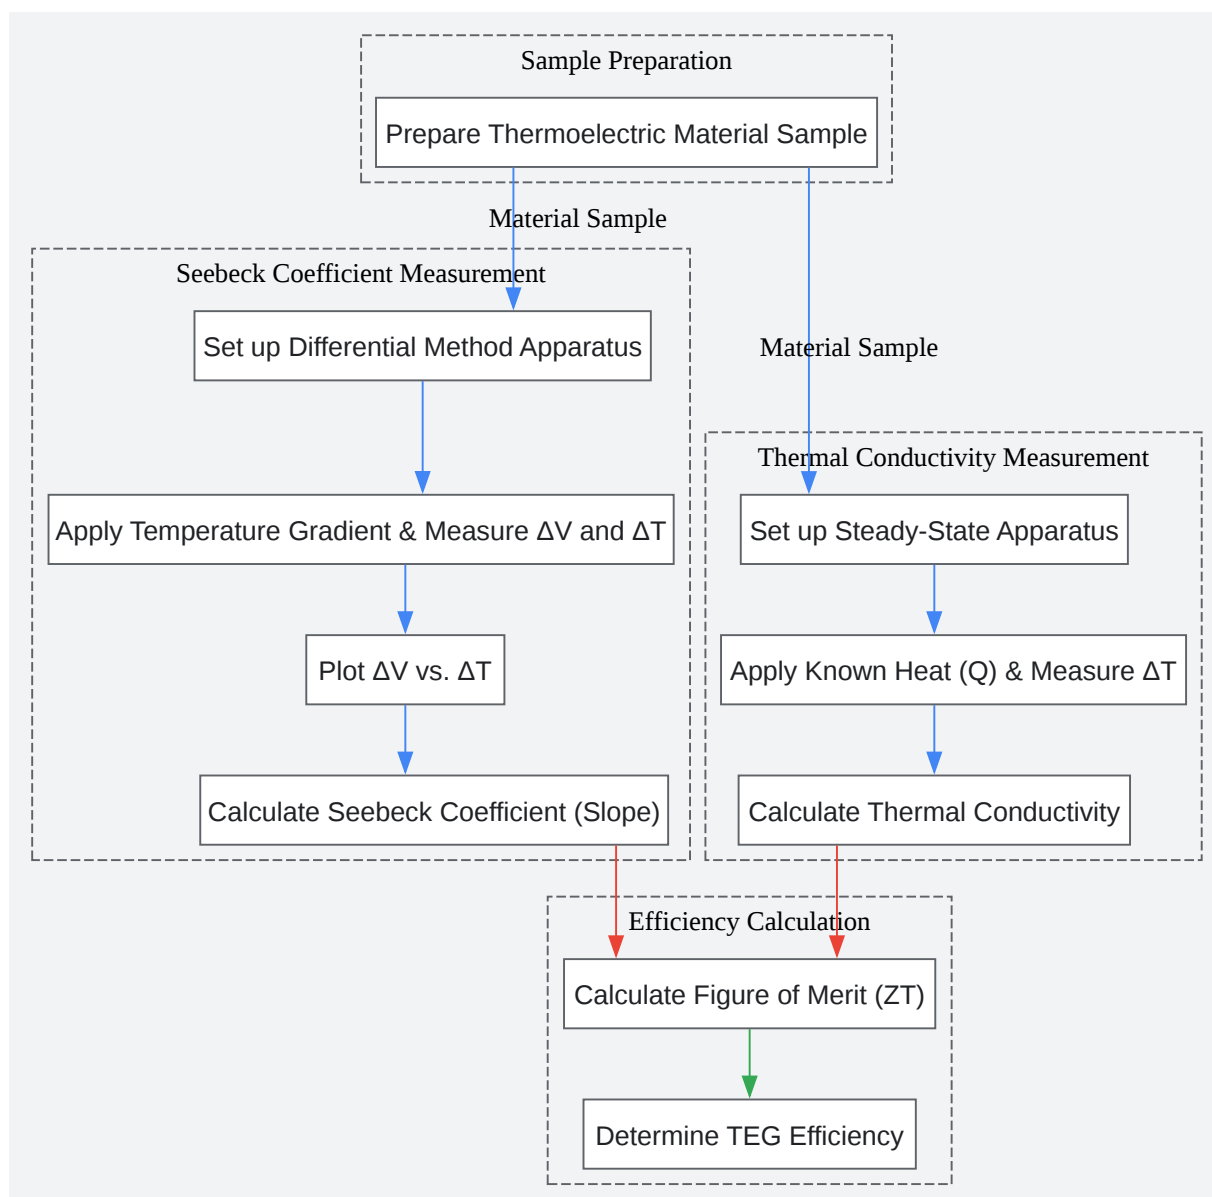 Sample Preparation
Prepare Thermoelectric Material Sample
Material Sample
Seebeck Coefficient Measurement
Set up Differential Method Apparatus
Apply Temperature Gradient & Measure ΔV and ΔT
Plot ΔV vs. ΔT
Calculate Seebeck Coefficient (Slope)
Material Sample
Thermal Conductivity Measurement
Set up Steady-State Apparatus
Apply Known Heat (Q) & Measure ΔT
Calculate Thermal Conductivity
Efficiency Calculation
Calculate Figure of Merit (ZT)
Determine TEG Efficiency